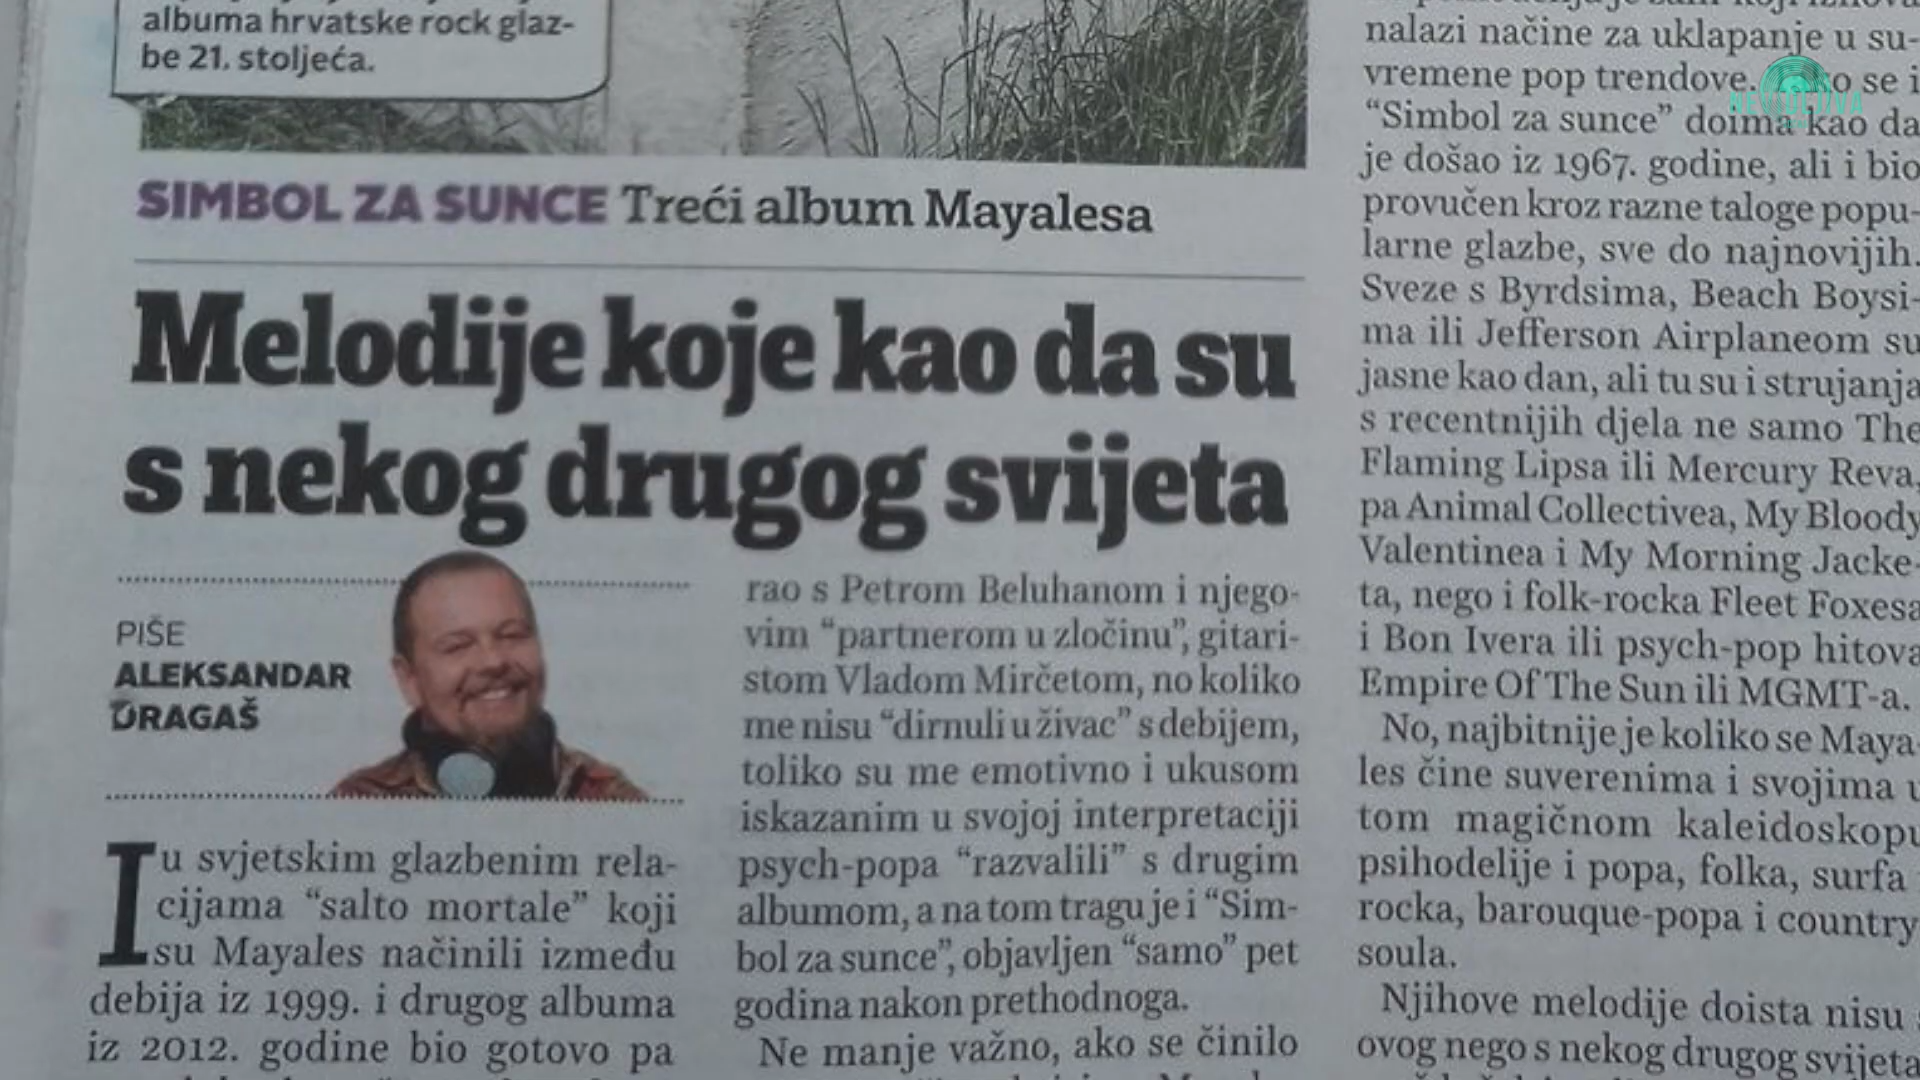 albuma hrvatske rock glaz-
be 21. stoljeća.
SIMBOL ZA SUNCE Treći album Mayalesa
Melodije koje kao da su
s nekog drugog svijeta
PIŠE
ALEKSANDAR
DRAGAŠ
I u svjetskim glazbenim rela-
cijama “salto mortale” koji
su Mayales načinili između
debija iz 1999. i drugog albuma
iz 2012. godine bio gotovo pa
rao s Petrom Beluhanom i njego-
vim “partnerom u zločinu”, gitari-
stom Vladom Mirčetom, no koliko
me nisu “dirnuli u živac” s debijem,
toliko su me emotivno i ukusom
iskazanim u svojoj interpretaciji
psych-popa “razvalili” s drugim
albumom, a na tom tragu je i “Sim-
bol za sunce”, objavljen “samo” pet
godina nakon prethodnoga.
Ne manje važno, ako se činilo
nalazi načine za uklapanje u su-
vremene pop trendove. se i
“Simbol za sunce” doima kao da
je došao iz 1967. godine, ali i bio
provučen kroz razne taloge popu-
larne glazbe, sve do najnovijih.
Sveze s Byrdsima, Beach Boysi-
ma ili Jefferson Airplaneom su
jasne kao dan, ali tu su i strujanja
s recentnijih djela ne samo The
Flaming Lipsa ili Mercury Reva,
pa Animal Collectivea, My Bloody
Valentinea i My Morning Jacke-
ta, nego i folk-rocka Fleet Foxesa
i Bon Ivera ili psych-pop hitova
Empire Of The Sun ili MGMT-a.
No, najbitnije je koliko se Maya-
les čine suverenima i svojima u
tom magičnom kaleidoskopu
psihodelije i popa, folka, surfa
rocka, barouque-popa i country
soula.
Njihove melodije doista nisu s
ovog nego s nekog drugog svijeta